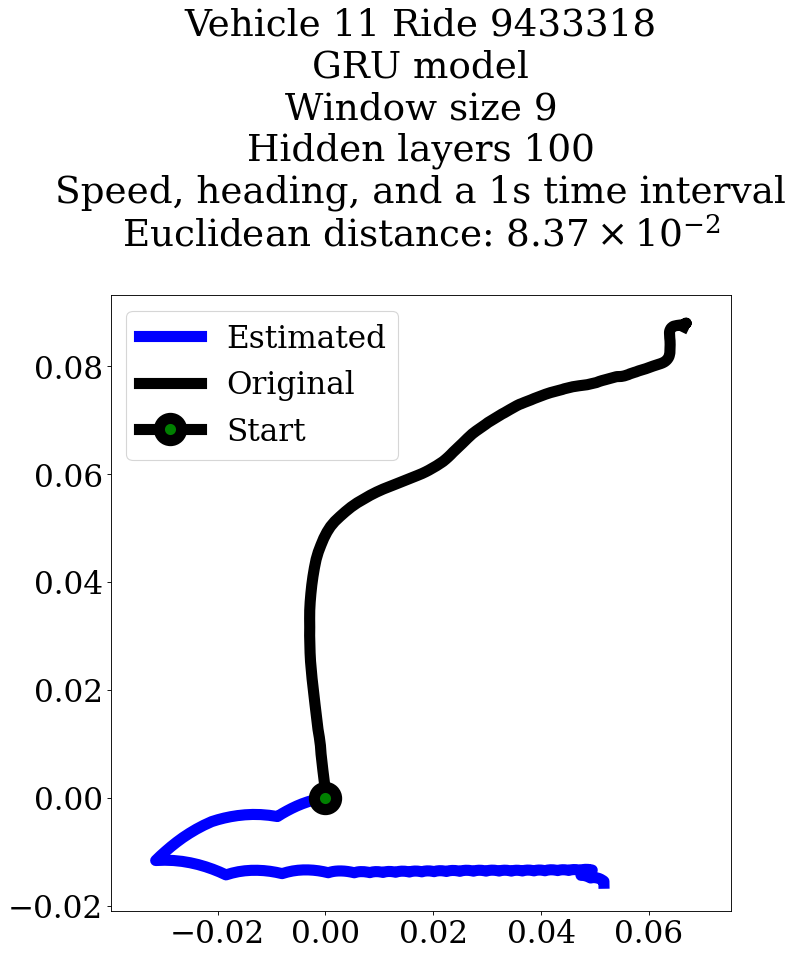 Vehicle 11 Ride 9433318
GRU model
Window size 9
Hidden layers 100
Speed, heading, and a 1s time interval
Euclidean distance: 8.37 × 10⁻²
Estimated
Original
Start
0.08
0.06
0.04
0.02
0.00
−0.02
−0.02 0.00 0.02 0.04 0.06